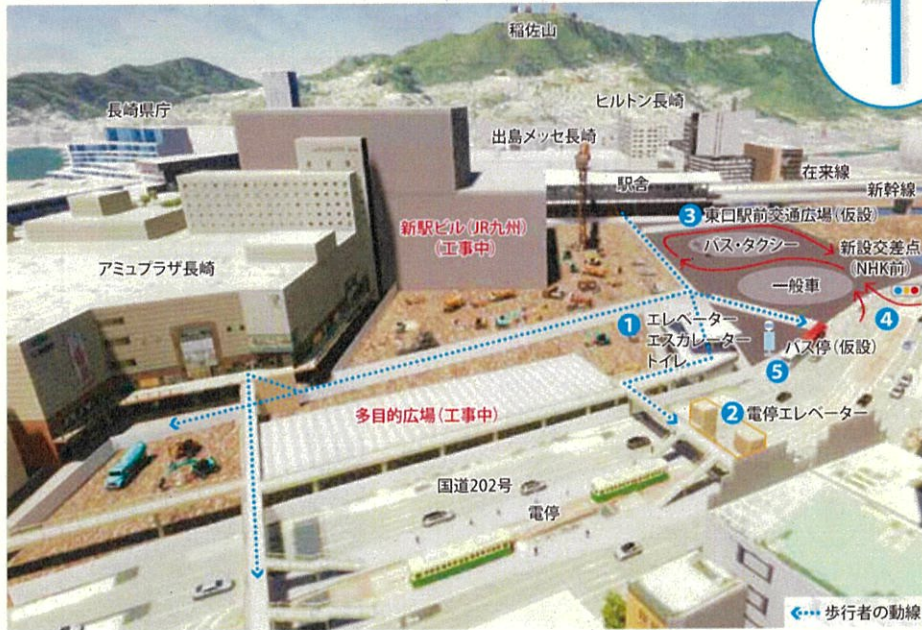 1
稲佐山
長崎県庁
ヒルトン長崎
出島メッセ長崎
在来線
駅舎
新幹線
新駅ビル(JR九州)
(工事中)
③東口駅前交通広場(仮設)
バス・タクシー
新設交差点
(NHK前)
アミュプラザ長崎
一般車
④
①エレベーター
エスカレーター
トイレ
バス停(仮設)
⑤
多目的広場(工事中)
②電停エレベーター
国道202号
電停
歩行者の動線